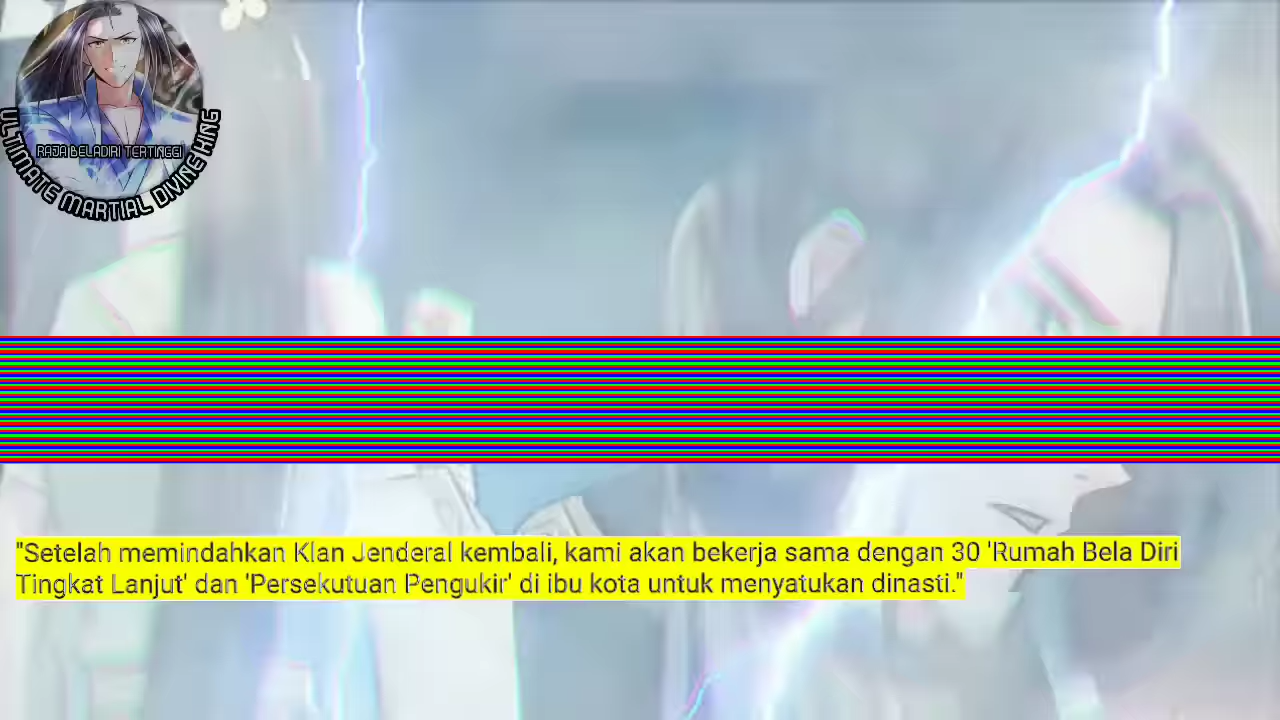 RAJA BELADIRI TERTINGGI
ULTIMATE MARTIAL DIVINE KING
"Setelah memindahkan Klan Jenderal kembali, kami akan bekerja sama dengan 30 'Rumah Bela Diri
Tingkat Lanjut' dan 'Persekutuan Pengukir' di ibu kota untuk menyatukan dinasti."